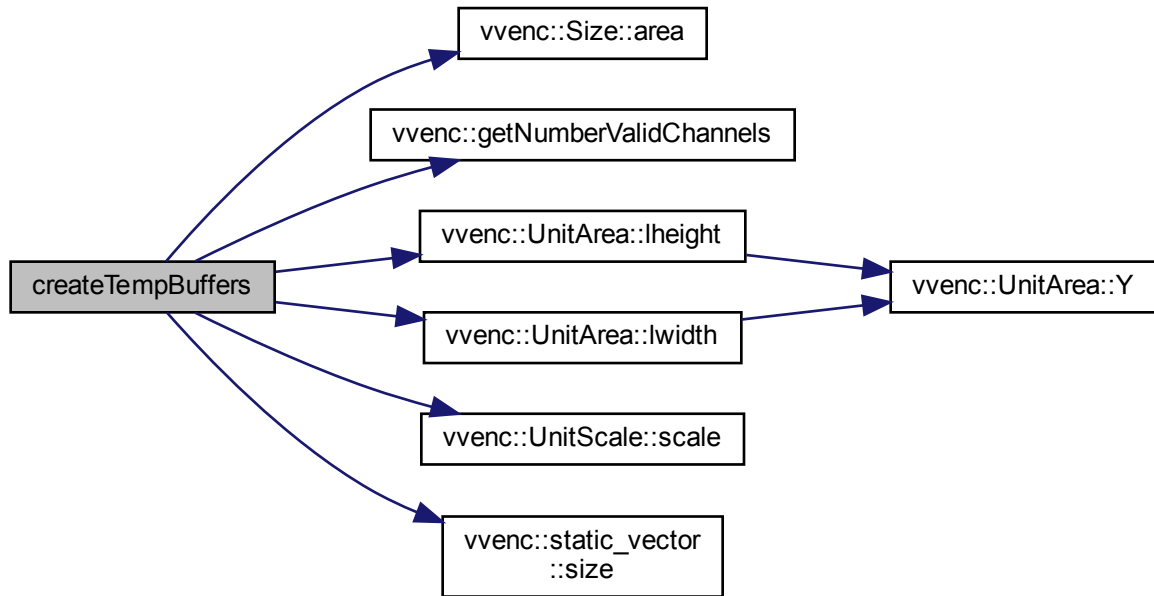 vvenc::Size::area
vvenc::getNumberValidChannels
vvenc::UnitArea::lheight
createTempBuffers
vvenc::UnitArea::Y
vvenc::UnitArea::lwidth
vvenc::UnitScale::scale
vvenc::static_vector
::size